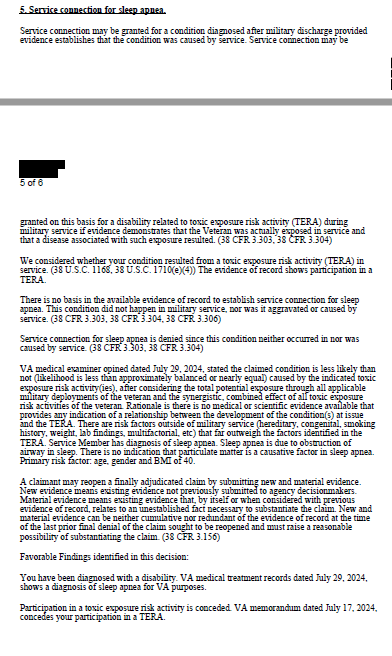 5. Service connection for sleep apnea.
Service connection may be granted for a condition diagnosed after military discharge provided
evidence establishes that the condition was caused by service. Service connection may be
5 of 6
granted on this basis for a disability related to toxic exposure risk activity (TERA) during
military service if evidence demonstrates that the Veteran was actually exposed in service and
that a disease associated with such exposure resulted. (38 CFR 3.303, 38 CFR 3.304)
We considered whether your condition resulted from a toxic exposure risk activity (TERA) in
service. (38 U.S.C. 1168, 38 U.S.C. 1710(e)(4)) The evidence of record shows participation in a
TERA.
There is no basis in the available evidence of record to establish service connection for sleep
apnea. This condition did not happen in military service, nor was it aggravated or caused by
service. (38 CFR 3.303, 38 CFR 3.304, 38 CFR 3.306)
Service connection for sleep apnea is denied since this condition neither occurred in nor was
caused by service. (38 CFR 3.303, 38 CFR 3.304)
VA medical examiner opined dated July 29, 2024, stated the claimed condition is less likely than
not (likelihood is less than approximately balanced or nearly equal) caused by the indicated toxic
exposure risk activity(ies), after considering the total potential exposure through all applicable
military deployments of the veteran and the synergistic, combined effect of all toxic exposure
risk activities of the veteran. Rationale is there is no medical or scientific evidence available that
provides any indication of a relationship between the development of the condition(s) at issue
and the TERA. There are risk factors outside of military service (hereditary, congenital, smoking
history, weight, lab findings, multifactorial, etc) that far outweigh the factors identified in the
TERA. Service Member has diagnosis of sleep apnea. Sleep apnea is due to obstruction of
airway in sleep. There is no indication that particulate matter is a causative factor in sleep apnea.
Primary risk factor: age, gender and BMI of 40.
A claimant may reopen a finally adjudicated claim by submitting new and material evidence.
New evidence means existing evidence not previously submitted to agency decisionmakers.
Material evidence means existing evidence that, by itself or when considered with previous
evidence of record, relates to an unestablished fact necessary to substantiate the claim. New and
material evidence can be neither cumulative nor redundant of the evidence of record at the time
of the last prior final denial of the claim sought to be reopened and must raise a reasonable
possibility of substantiating the claim. (38 CFR 3.156)
Favorable Findings identified in this decision:
You have been diagnosed with a disability. VA medical treatment records dated July 29, 2024,
shows a diagnosis of sleep apnea for VA purposes.
Participation in a toxic exposure risk activity is conceded. VA memorandum dated July 17, 2024,
concedes your participation in a TERA.